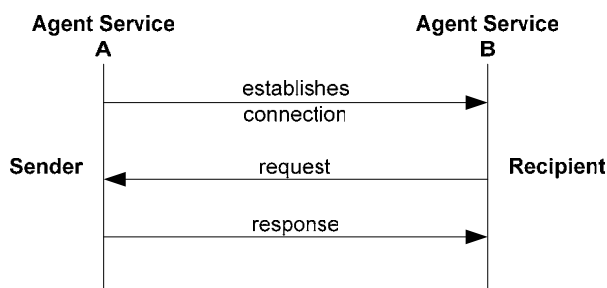 Agent Service
A
Agent Service
B
establishes
connection
Sender
request
Recipient
response